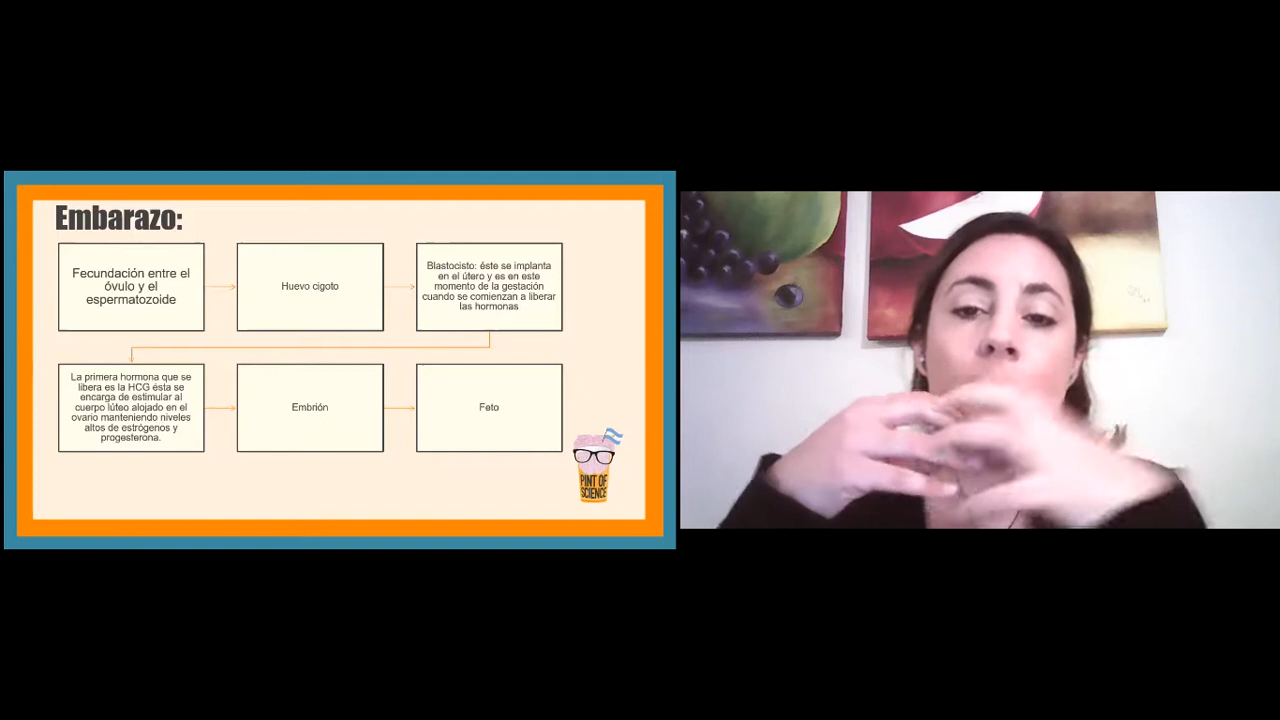 Embarazo:
Fecundación entre el
óvulo y el
espermatozoide
Huevo cigoto
Blastocisto: éste se implanta
en el útero y es en este
momento de la gestación
cuando se comienzan a liberar
las hormonas
La primera hormona que se
libera es la HCG ésta se
encarga de estimular al
cuerpo lúteo alojado en el
ovario manteniendo niveles
altos de estrógenos y
progesterona.
Embrión
Feto
PINT OF
SCIENCE